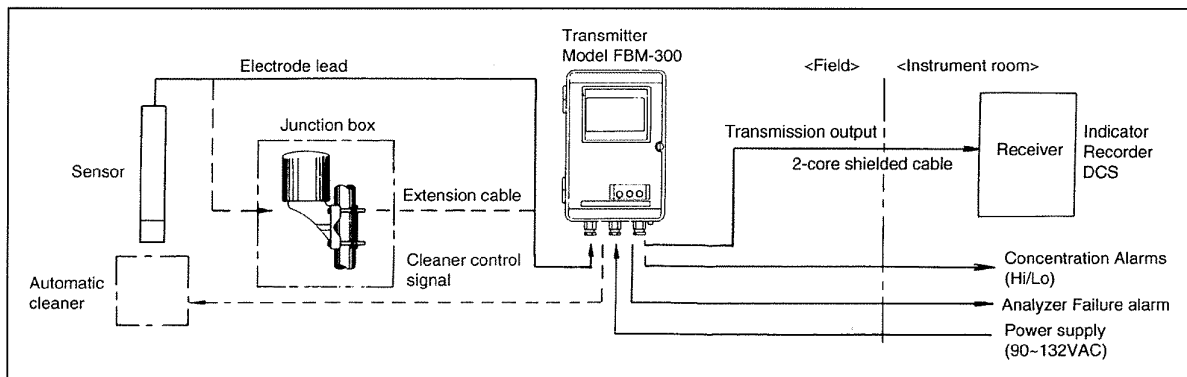 Transmitter
Model FBM-300
Electrode lead
<Field>
<Instrument room>
Junction box
Transmission output
Receiver
Indicator
Recorder
DCS
Sensor
2-core shielded cable
Extension cable
Cleaner control
signal
Automatic
cleaner
Concentration Alarms
(Hi/Lo)
Analyzer Failure alarm
Power supply
(90~132VAC)